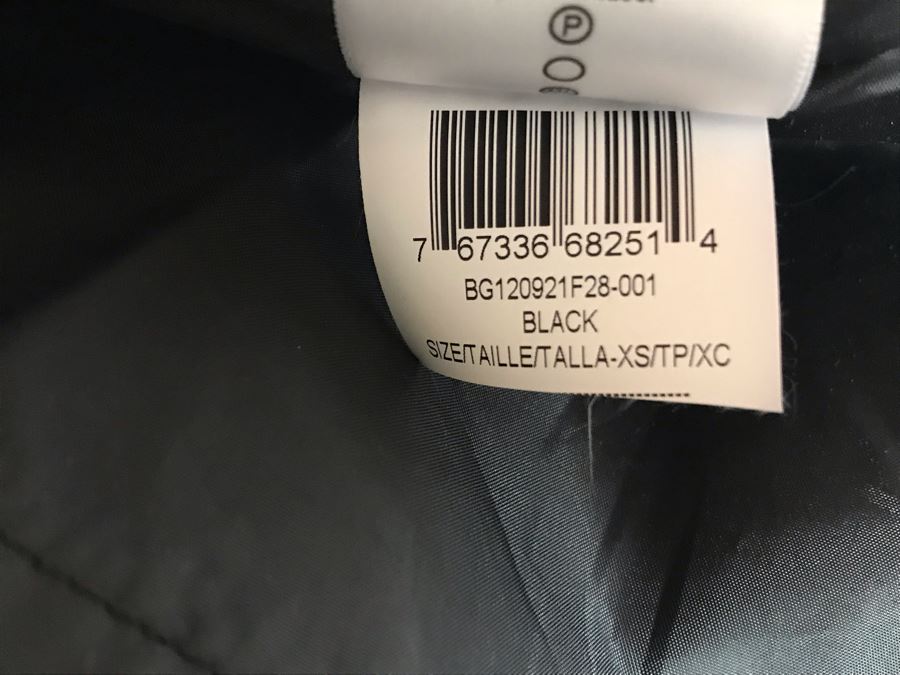 P
7 67336 68251 4
BG120921F28-001
BLACK
SIZE/TAILLE/TALLA-XS/TP/XC